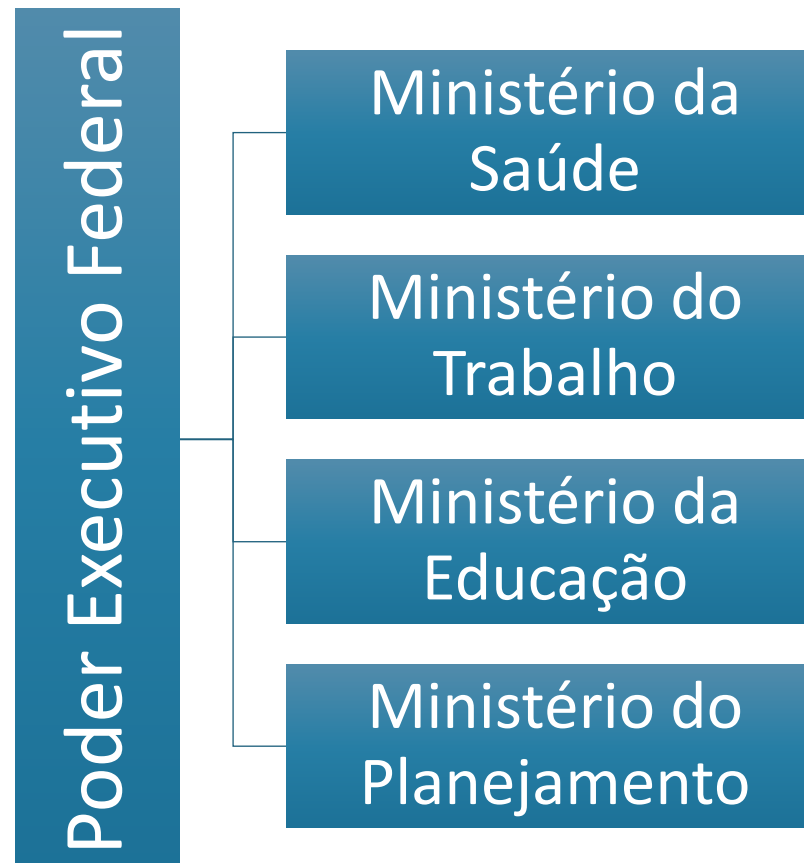 Poder Executivo Federal
Ministério da
Saúde
Ministério do
Trabalho
Ministério da
Educação
Ministério do
Planejamento